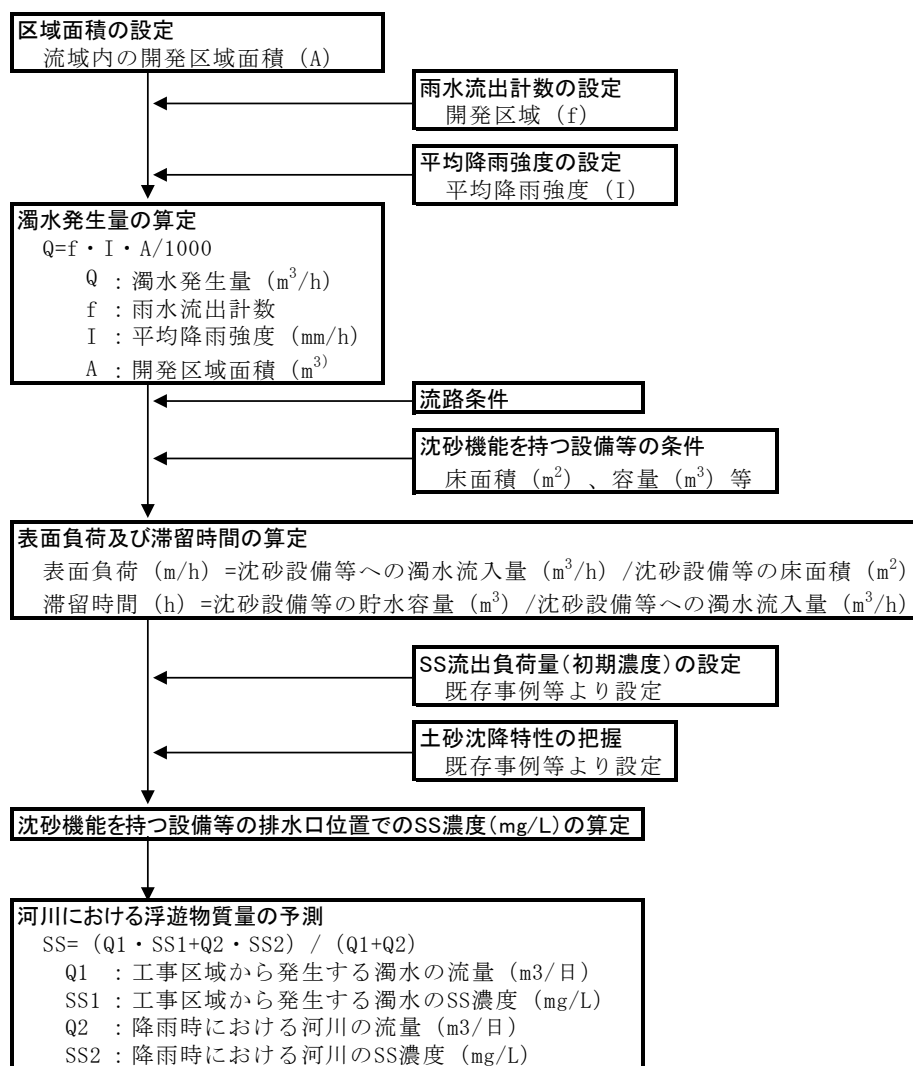 区域面積の設定
流域内の開発区域面積（A）
雨水流出計数の設定
開発区域（f）
平均降雨強度の設定
平均降雨強度（I）
濁水発生量の算定
Q=f・I・A/1000
Q ：濁水発生量（m³/h）
f ：雨水流出計数
I ：平均降雨強度（mm/h）
A ：開発区域面積（m³⁾
流路条件
沈砂機能を持つ設備等の条件
床面積（m²）、容量（m³）等
表面負荷及び滞留時間の算定
表面負荷（m/h）=沈砂設備等への濁水流入量（m³/h）/沈砂設備等の床面積（m²）
滞留時間（h）=沈砂設備等の貯水容量（m³）/沈砂設備等への濁水流入量（m³/h）
SS流出負荷量（初期濃度）の設定
既存事例等より設定
土砂沈降特性の把握
既存事例等より設定
沈砂機能を持つ設備等の排水口位置でのSS濃度（mg/L）の算定
河川における浮遊物質量の予測
SS=（Q1・SS1+Q2・SS2）/（Q1+Q2）
Q1 ：工事区域から発生する濁水の流量（m3/日）
SS1：工事区域から発生する濁水のSS濃度（mg/L）
Q2 ：降雨時における河川の流量（m3/日）
SS2：降雨時における河川のSS濃度（mg/L）